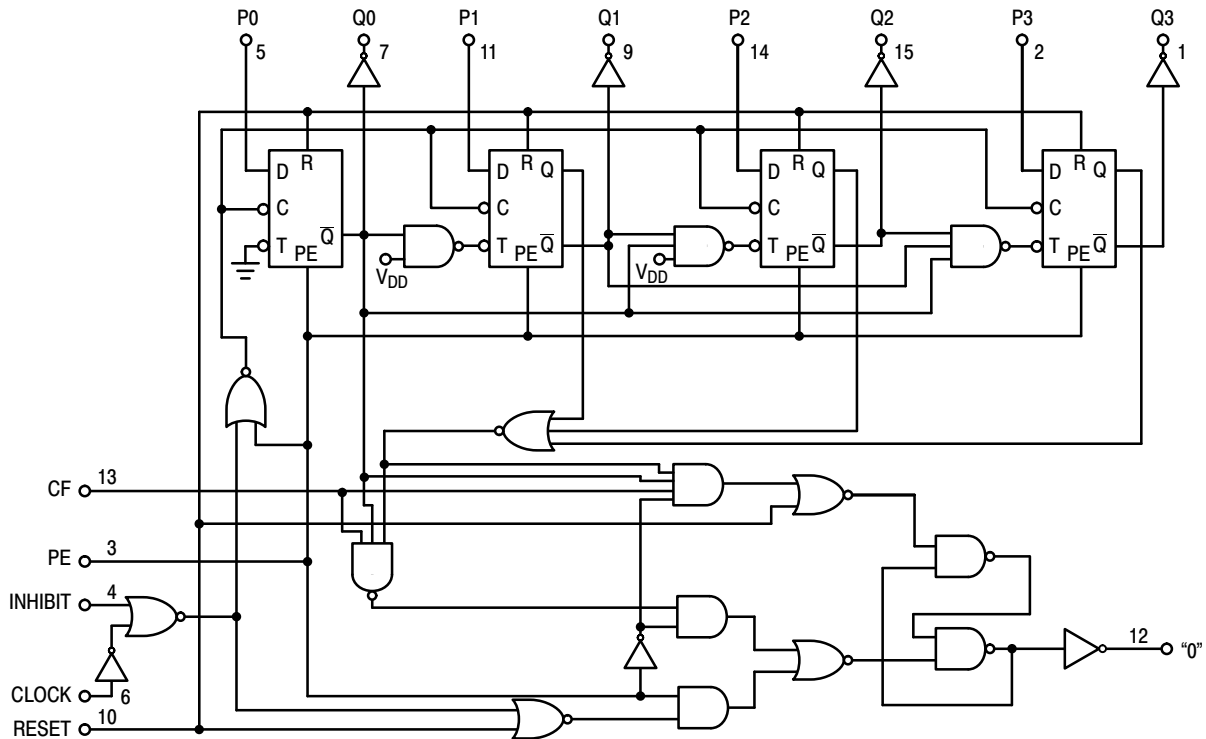 P0 Q0 P1 Q1 P2 Q2 P3 Q3
5 7 11 9 14 15 2 1
R R R R
D D Q D Q D Q
C C C C
T PE Q̅ T PE Q̅ T PE Q̅ T PE Q̅
VDD VDD
CF 13
PE 3
INHIBIT 4
CLOCK 6
RESET 10
12 “0”